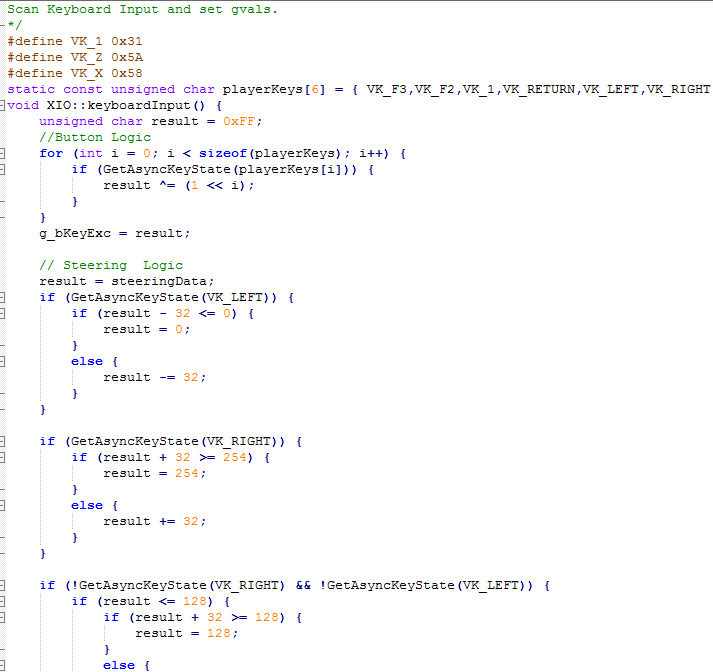 Scan Keyboard Input and set gvals.
*/
#define VK_1 0x31
#define VK_Z 0x5A
#define VK_X 0x58
static const unsigned char playerKeys[6] = { VK_F3,VK_F2,VK_1,VK_RETURN,VK_LEFT,VK_RIGHT
void XIO::keyboardInput() {
    unsigned char result = 0xFF;
    //Button Logic
    for (int i = 0; i < sizeof(playerKeys); i++) {
        if (GetAsyncKeyState(playerKeys[i])) {
            result ^= (1 << i);
        }
    }
    g_bKeyExc = result;

    // Steering  Logic
    result = steeringData;
    if (GetAsyncKeyState(VK_LEFT)) {
        if (result - 32 <= 0) {
            result = 0;
        }
        else {
            result -= 32;
        }
    }

    if (GetAsyncKeyState(VK_RIGHT)) {
        if (result + 32 >= 254) {
            result = 254;
        }
        else {
            result += 32;
        }
    }

    if (!GetAsyncKeyState(VK_RIGHT) && !GetAsyncKeyState(VK_LEFT)) {
        if (result <= 128) {
            if (result + 32 >= 128) {
                result = 128;
            }
            else {